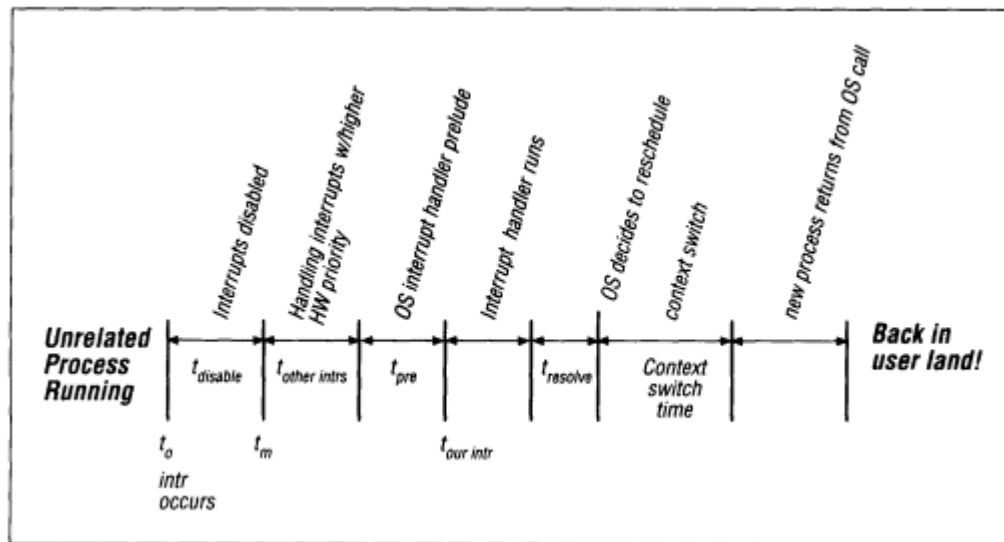 Interrupts disabled
Handling interrupts w/higher
HW priority
OS interrupt handler prelude
Interrupt handler runs
OS decides to reschedule
context switch
new process returns from OS call
Unrelated
Process
Running
t_disable
t_other intrs
t_pre
t_resolve
Context
switch
time
Back in
user land!
t_o
t_m
t_our intr
intr
occurs